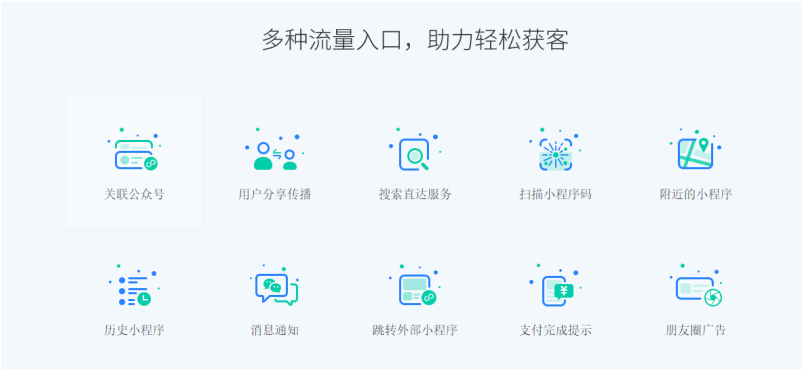 多种流量入口，助力轻松获客
关联公众号
用户分享传播
搜索直达服务
扫描小程序码
附近的小程序
历史小程序
消息通知
跳转外部小程序
支付完成提示
朋友圈广告